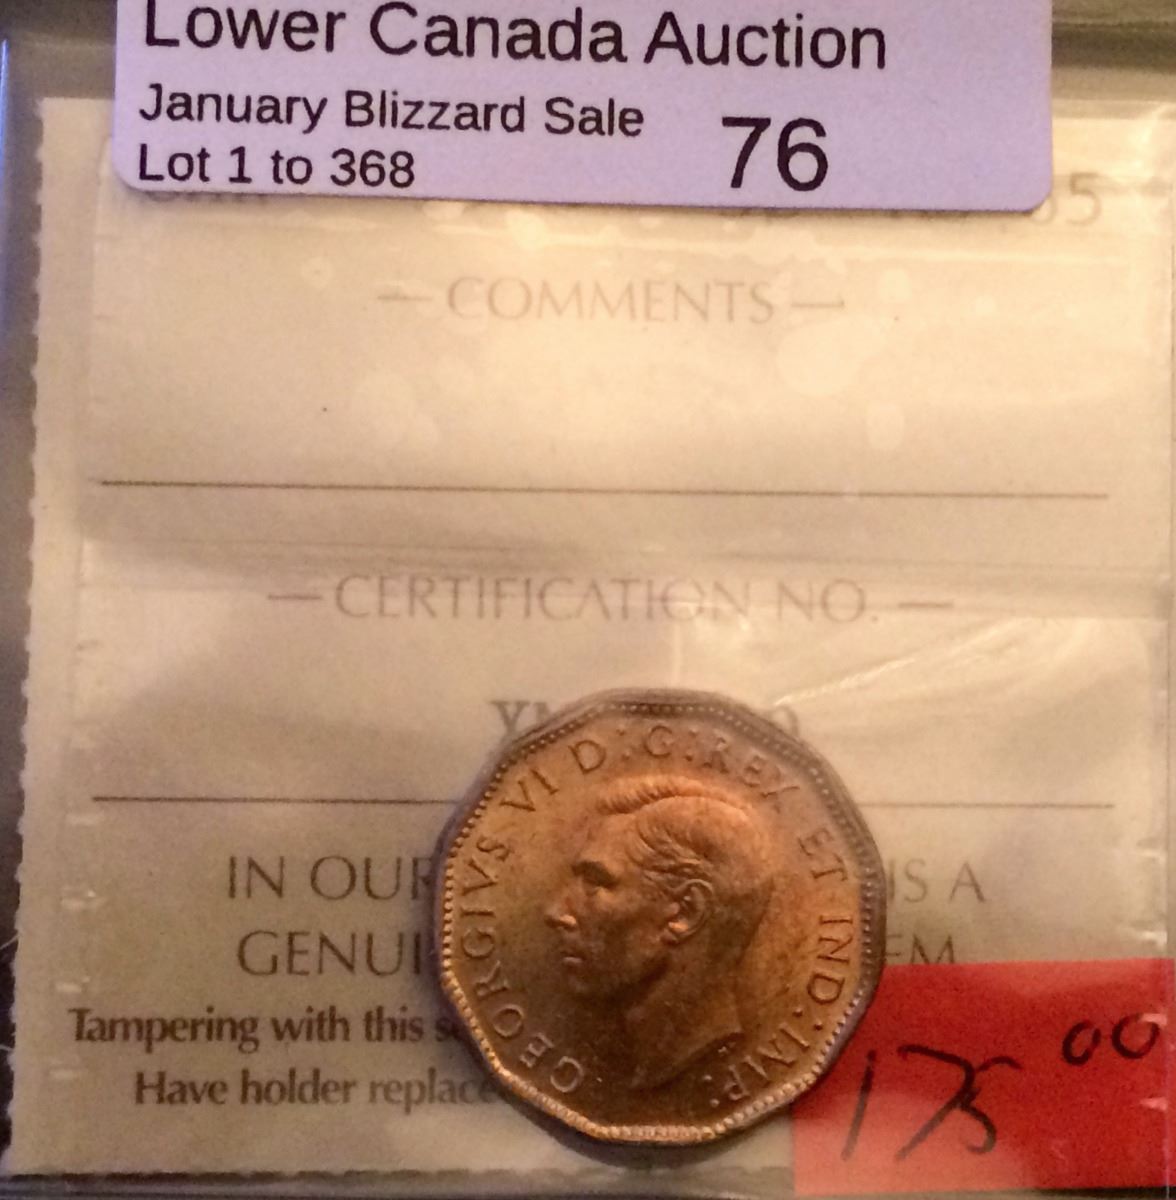 Lower Canada Auction
January Blizzard Sale
Lot 1 to 368
76
— COMMENTS —
— CERTIFICATION NO. —
IN OUR IS A
GENUI EM
Tampering with this s
Have holder replace
GEORGIVS VI D:G:REX ET IND:IMP:
175 00